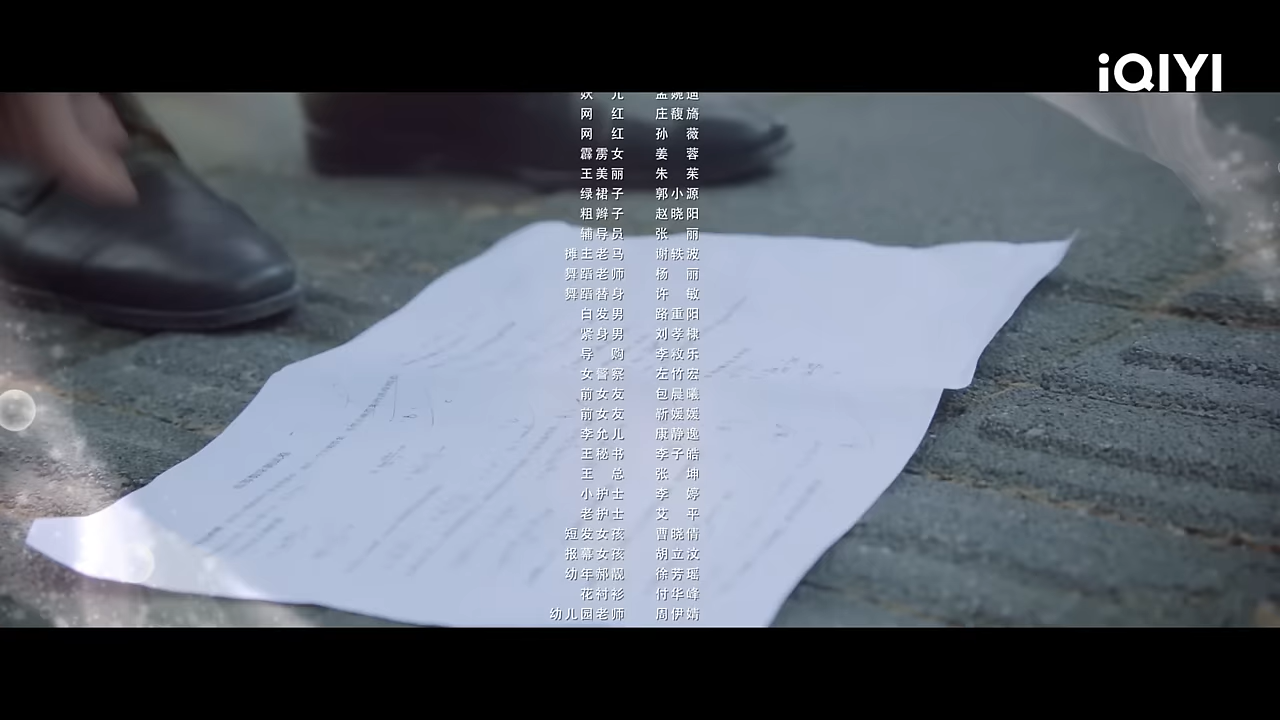 iQIYI
网 红 庄馥旖
网 红 孙 薇
霹雳女 姜 蓉
王美丽 朱 茱
绿裙子 郭小源
粗辫子 赵晓阳
辅导员 张 丽
摊主老马 谢轶波
舞蹈老师 杨 丽
舞蹈替身 许 敏
白发男 路重阳
紧身男 刘孝棣
导 购 李敉乐
女警察 左竹宏
前女友 包晨曦
前女友 靳媛媛
李允儿 康静逸
王秘书 李子皓
王 总 张 坤
小护士 李 婷
老护士 艾 平
短发女孩 曹晓倩
报幕女孩 胡立汶
幼年郝靓 徐芳瑶
花衬衫 付华峰
幼儿园老师 周伊婧